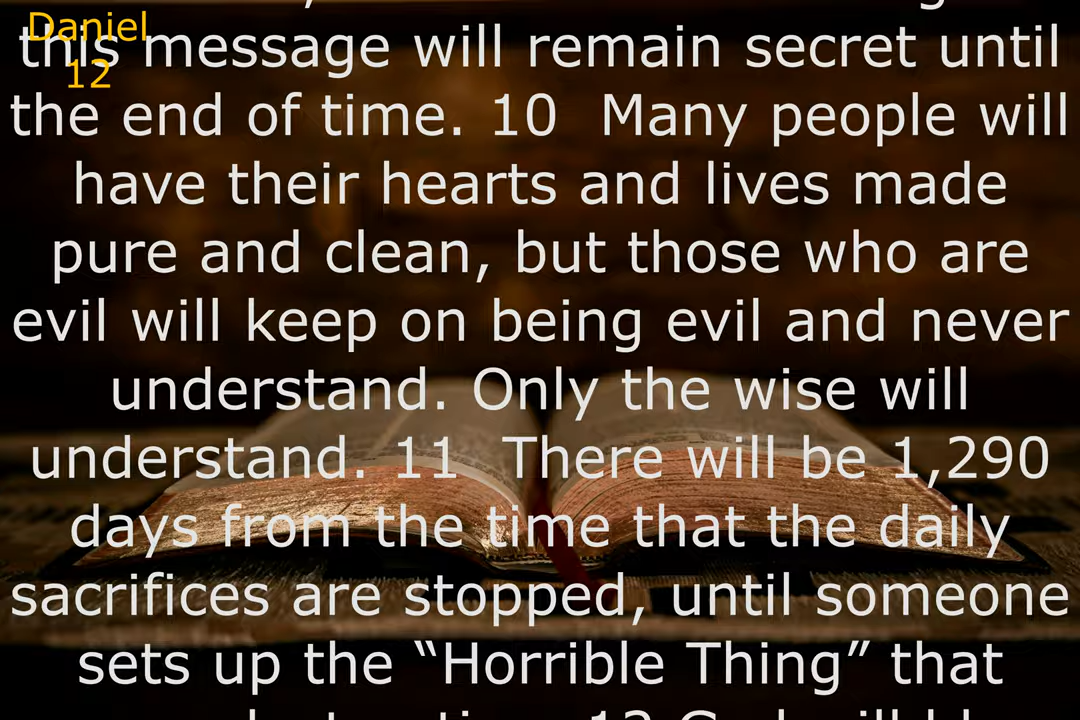 Daniel
12
this message will remain secret until
the end of time. 10 Many people will
have their hearts and lives made
pure and clean, but those who are
evil will keep on being evil and never
understand. Only the wise will
understand. 11 There will be 1,290
days from the time that the daily
sacrifices are stopped, until someone
sets up the “Horrible Thing” that